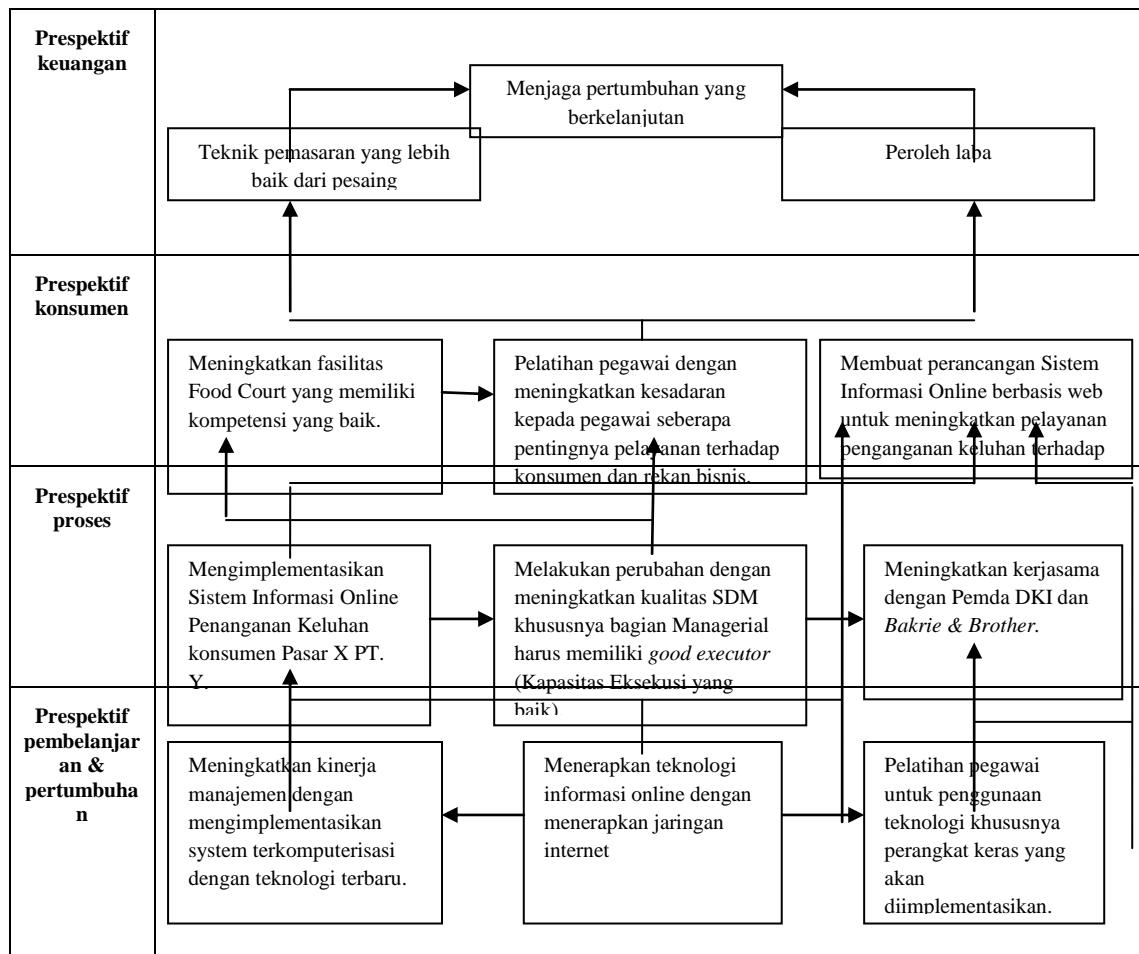 Prespektif
keuangan
Menjaga pertumbuhan yang
berkelanjutan
Teknik pemasaran yang lebih
baik dari pesaing
Peroleh laba
Prespektif
konsumen
Meningkatkan fasilitas
Food Court yang memiliki
kompetensi yang baik.
Pelatihan pegawai dengan
meningkatkan kesadaran
kepada pegawai seberapa
pentingnya pelayanan terhadap
konsumen dan rekan bisnis.
Membuat perancangan Sistem
Informasi Online berbasis web
untuk meningkatkan pelayanan
penganganan keluhan terhadap
Prespektif
proses
Mengimplementasikan
Sistem Informasi Online
Penanganan Keluhan
konsumen Pasar X PT.
Y.
Melakukan perubahan dengan
meningkatkan kualitas SDM
khususnya bagian Managerial
harus memiliki good executor
(Kapasitas Eksekusi yang
baik)
Meningkatkan kerjasama
dengan Pemda DKI dan
Bakrie & Brother.
Prespektif
pembelanjar
an &
pertumbuha
n
Meningkatkan kinerja
manajemen dengan
mengimplementasikan
system terkomputerisasi
dengan teknologi terbaru.
Menerapkan teknologi
informasi online dengan
menerapkan jaringan
internet
Pelatihan pegawai
untuk penggunaan
teknologi khususnya
perangkat keras yang
akan
diimplementasikan.